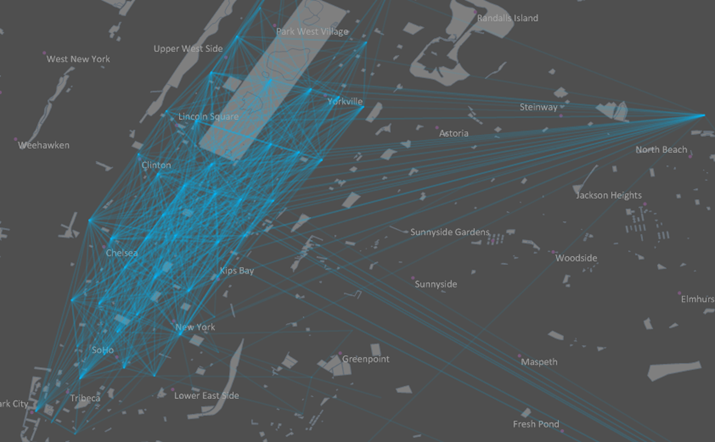 Randalls Island
Park West Village
Upper West Side
West New York
Yorkville
Steinway
Lincoln Square
Astoria
Weehawken
North Beach
Clinton
Jackson Heights
Sunnyside Gardens
Chelsea
Woodside
Kips Bay
Sunnyside
Elmhurs
New York
SoHo
Greenpoint
Maspeth
Tribeca
Lower East Side
ark City
Fresh Pond